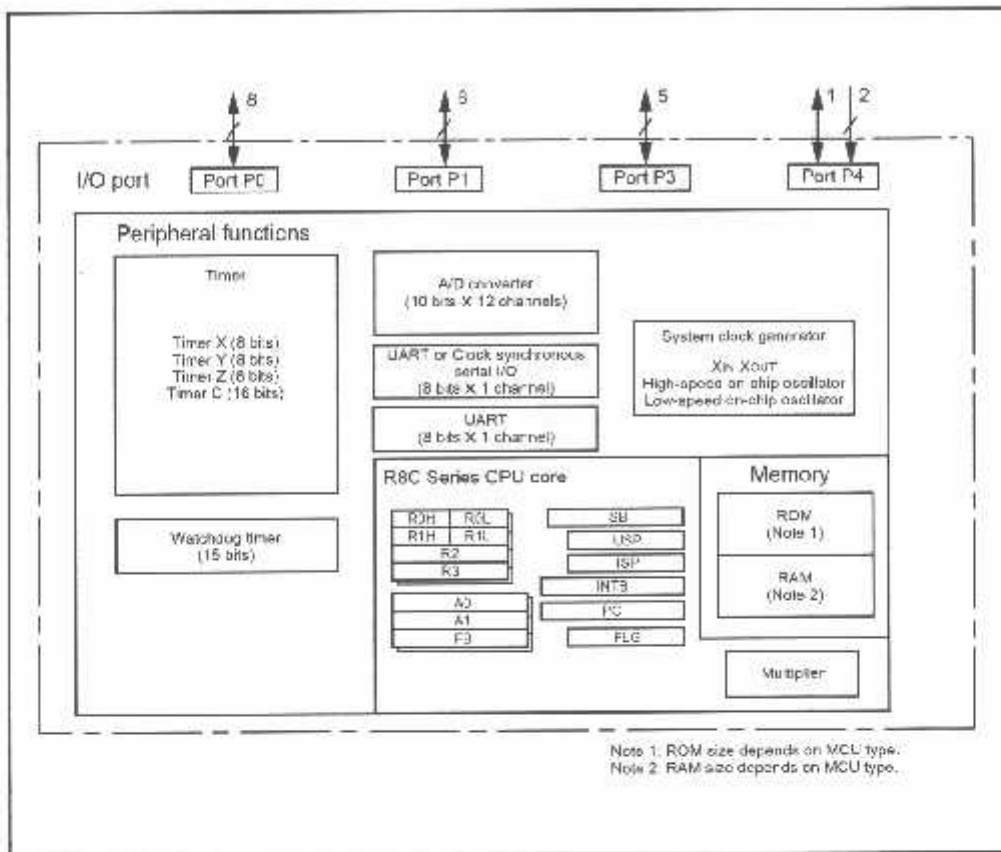 8
5
1
2
I/O port
Port P0
Port P1
Port P3
Port P4
Peripheral functions
Timer
Timer X (8 bits)
Timer Y (8 bits)
Timer Z (8 bits)
Timer C (16 bits)
Watchdog timer
(15 bits)
A/D converter
(10 bits X 12 channels)
UART or Clock synchronous
serial I/O
(8 bits X 1 channel)
UART
(8 bits X 1 channel)
System clock generator
XIN XOUT
High-speed on chip oscillator
Low-speed-on-chip oscillator
R8C Series CPU core
R0H R0L
R1H R1L
R2
R3
A0
A1
FB
SB
USP
ISP
INTB
PC
FLG
Memory
ROM
(Note 1)
RAM
(Note 2)
Multiplier
Note 1: ROM size depends on MCU type.
Note 2: RAM size depends on MCU type.